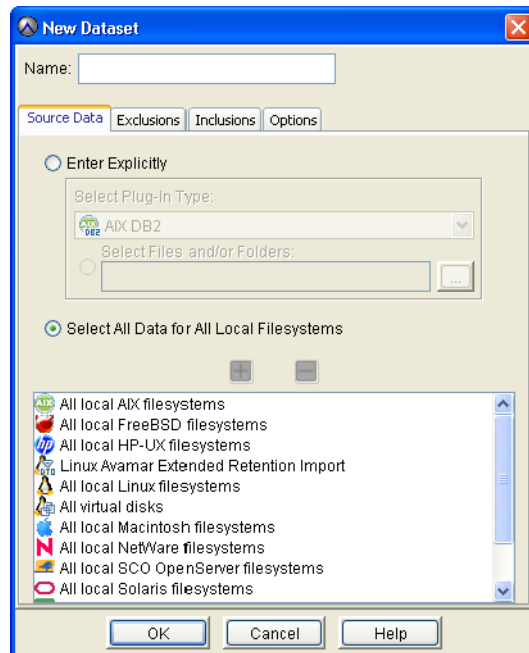 New Dataset
Name:
Source Data Exclusions Inclusions Options
Enter Explicitly
Select Plug-In Type:
AIX DB2
Select Files and/or Folders:
...
Select All Data for All Local Filesystems
All local AIX filesystems
All local FreeBSD filesystems
All local HP-UX filesystems
Linux Avamar Extended Retention Import
All local Linux filesystems
All virtual disks
All local Macintosh filesystems
All local NetWare filesystems
All local SCO OpenServer filesystems
All local Solaris filesystems
OK Cancel Help